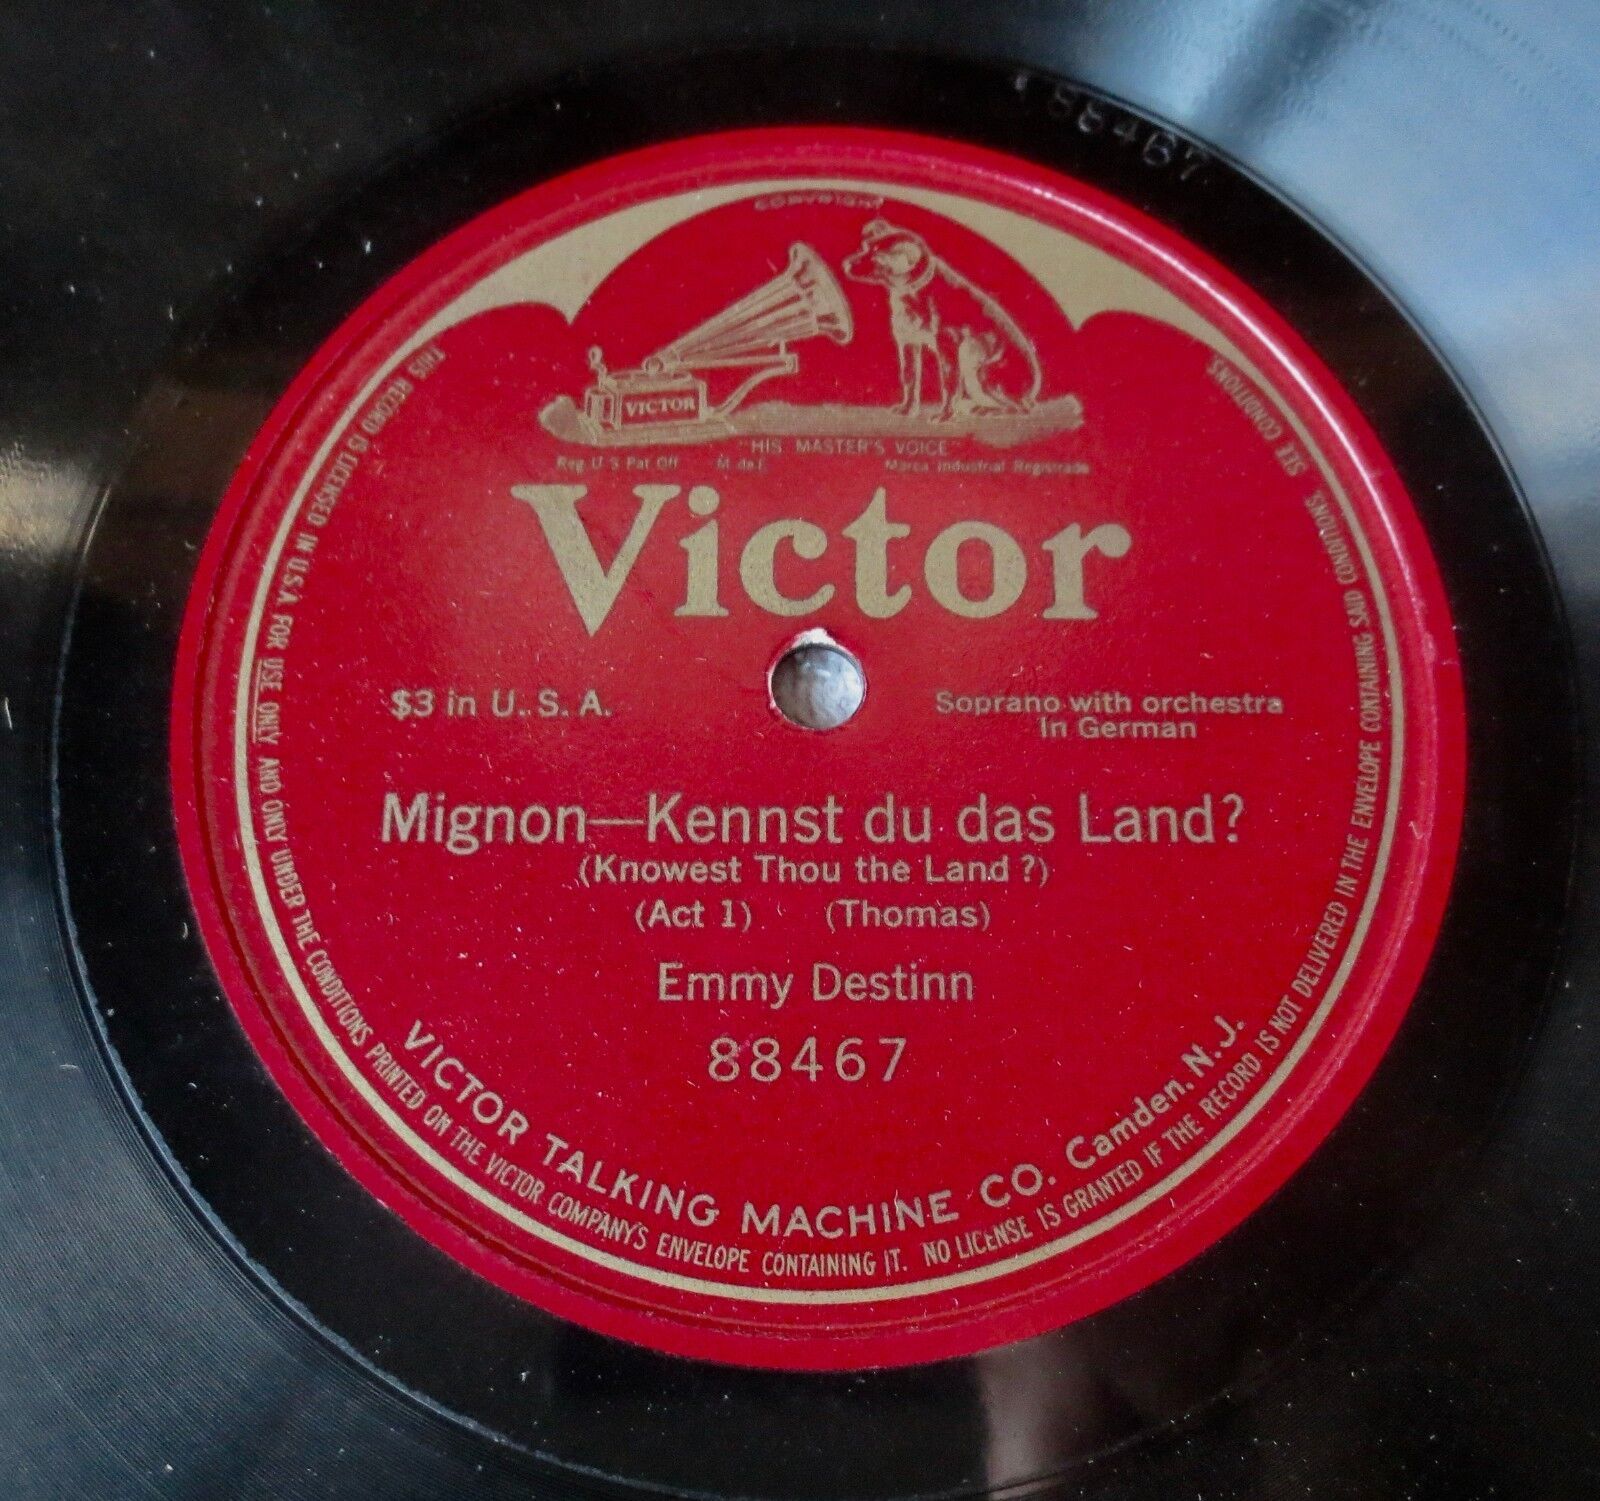 88467
COPYRIGHT
VICTOR
"HIS MASTER'S VOICE"
Reg. U S Pat Off M. de F. Marca Industrial Registrada
Victor
$3 in U. S. A.
Soprano with orchestra
In German
Mignon—Kennst du das Land?
(Knowest Thou the Land?)
(Act 1) (Thomas)
Emmy Destinn
88467
VICTOR TALKING MACHINE CO. Camden, N. J.
THIS RECORD IS LICENSED IN U.S.A. FOR USE ONLY AND ONLY UNDER THE CONDITIONS PRINTED ON THE VICTOR COMPANY'S ENVELOPE CONTAINING IT. NO LICENSE IS GRANTED IF THE RECORD IS NOT DELIVERED IN THE ENVELOPE CONTAINING SAID CONDITIONS. SEE CONDITIONS.